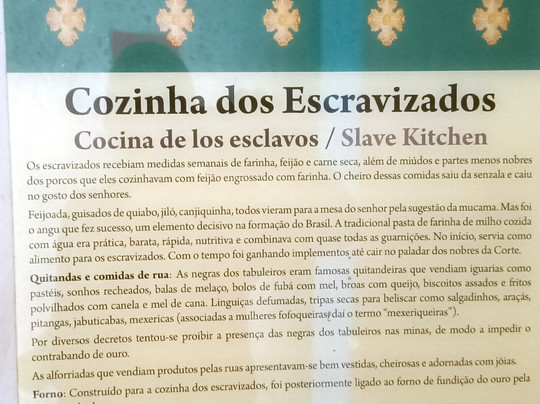 Cozinha dos Escravizados
Cocina de los esclavos / Slave Kitchen
Os escravizados recebiam medidas semanais de farinha, feijão e carne seca, além de miúdos e partes menos nobres
dos porcos que eles cozinhavam com feijão engrossado com farinha. O cheiro dessas comidas saiu da senzala e caiu
no gosto dos senhores.
Feijoada, guisados de quiabo, jiló, canjiquinha, todos vieram para a mesa do senhor pela sugestão da mucama. Mas foi
o angu que fez sucesso, um elemento decisivo na formação do Brasil. A tradicional pasta de farinha de milho cozida
com água era prática, barata, rápida, nutritiva e combinava com quase todas as guarnições. No início, servia como
alimento para os escravizados. Com o tempo foi ganhando implementos até cair no paladar dos nobres da Corte.
Quitandas e comidas de rua: As negras dos tabuleiros eram famosas quitandeiras que vendiam iguarias como
pastéis, sonhos recheados, balas de melaço, bolos de fubá com mel, broas com queijo, biscoitos assados e fritos
polvilhados com canela e mel de cana. Linguiças defumadas, tripas secas para beliscar como salgadinhos, araçás,
pitangas, jabuticabas, mexericas (associadas a mulheres fofoqueiras, daí o termo "mexeriqueiras").
Por diversos decretos tentou-se proibir a presença das negras dos tabuleiros nas minas, de modo a impedir o
contrabando de ouro.
As alforriadas que vendiam produtos pelas ruas apresentavam-se bem vestidas, cheirosas e adornadas com jóias.
Forno: Construído para a cozinha dos escravizados, foi posteriormente ligado ao forno de fundição do ouro pela